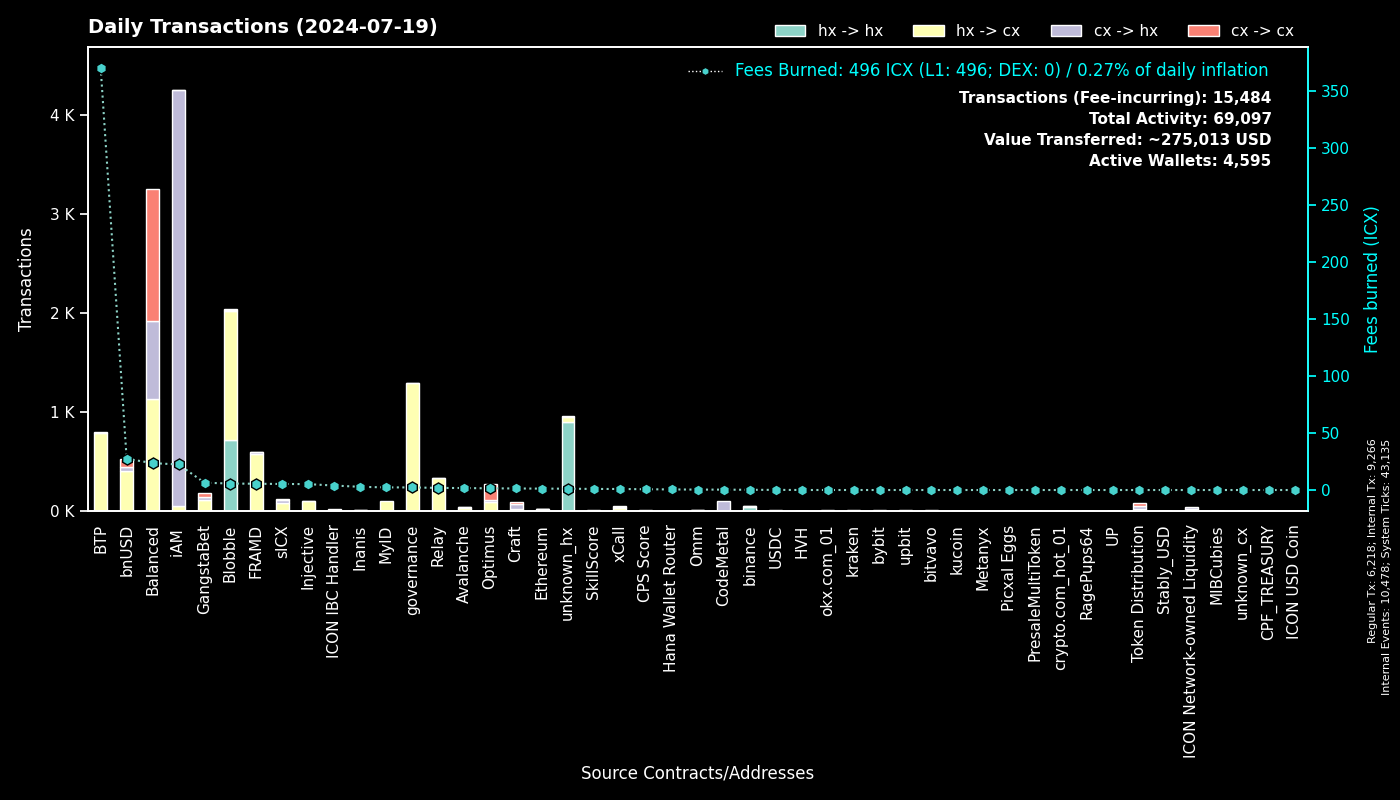 Daily Transactions (2024-07-19)
hx -> hx
hx -> cx
cx -> hx
cx -> cx
Fees Burned: 496 ICX (L1: 496; DEX: 0) / 0.27% of daily inflation
Transactions (Fee-incurring): 15,484
Total Activity: 69,097
Value Transferred: ~275,013 USD
Active Wallets: 4,595
Transactions
4 K
3 K
2 K
1 K
0 K
350
300
250
200
150
100
50
0
Fees burned (ICX)
BTP
bnUSD
Balanced
iAM
GangstaBet
Blobble
FRAMD
sICX
Injective
ICON IBC Handler
Inanis
MyID
governance
Relay
Avalanche
Optimus
Craft
Ethereum
unknown_hx
SkillScore
xCall
CPS Score
Hana Wallet Router
Omm
CodeMetal
binance
USDC
HVH
okx.com_01
kraken
bybit
upbit
bitvavo
kucoin
Metanyx
Picxal Eggs
PresaleMultiToken
crypto.com_hot_01
RagePups64
UP
Token Distribution
Stably_USD
ICON Network-owned Liquidity
MIBCubies
unknown_cx
CPF_TREASURY
ICON USD Coin
Source Contracts/Addresses
Regular Tx: 6,218; Internal Tx: 9,266
Internal Events: 10,478; System Ticks: 43,135